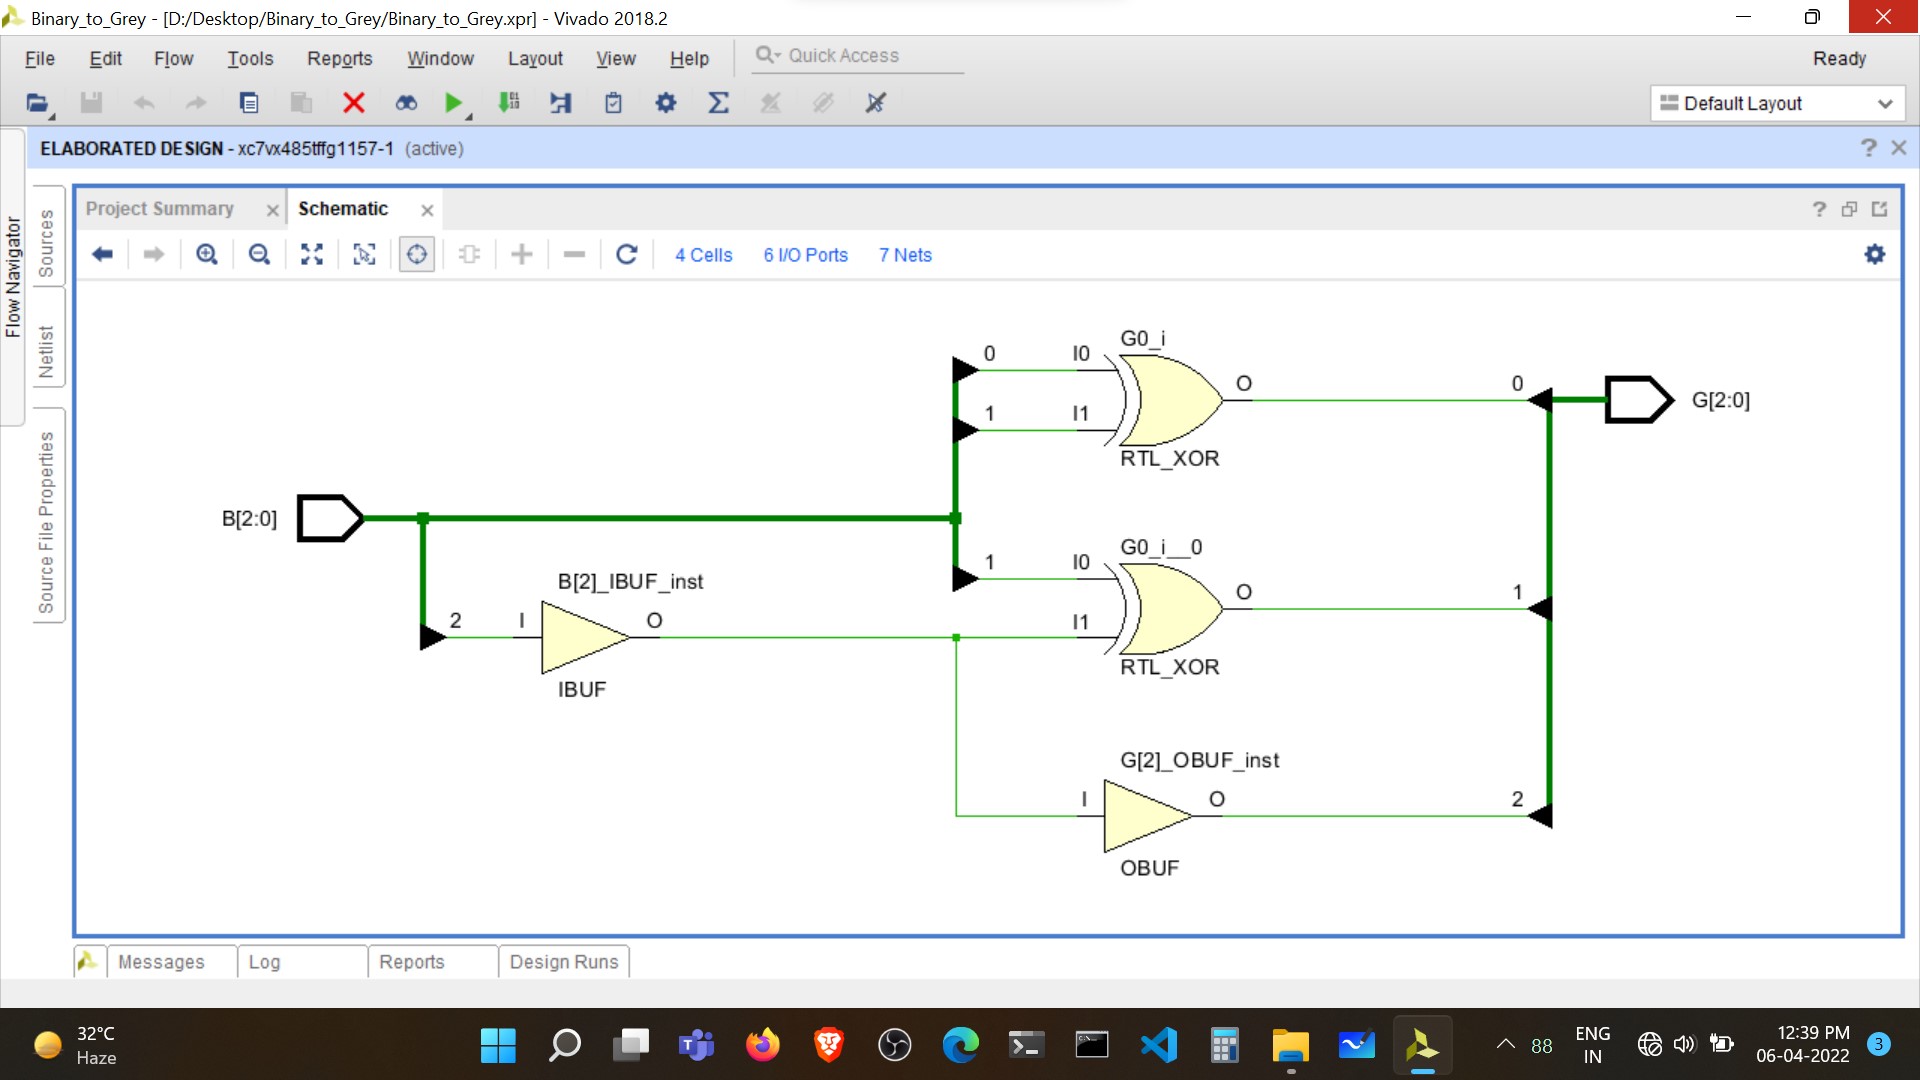 Binary_to_Grey - [D:/Desktop/Binary_to_Grey/Binary_to_Grey.xpr] - Vivado 2018.2
File Edit Flow Tools Reports Window Layout View Help Quick Access Ready
Default Layout
ELABORATED DESIGN - xc7vx485tffg1157-1 (active)
Flow Navigator
Sources
Netlist
Source File Properties
Project Summary Schematic
4 Cells 6 I/O Ports 7 Nets
G0_i
0 I0
O 0
1 I1
G[2:0]
RTL_XOR
B[2:0]
G0_i__0
1 I0
B[2]_IBUF_inst
O 1
2 I O
I1
RTL_XOR
IBUF
G[2]_OBUF_inst
I O 2
OBUF
Messages Log Reports Design Runs
32°C
Haze
88
ENG
IN
12:39 PM
06-04-2022
3